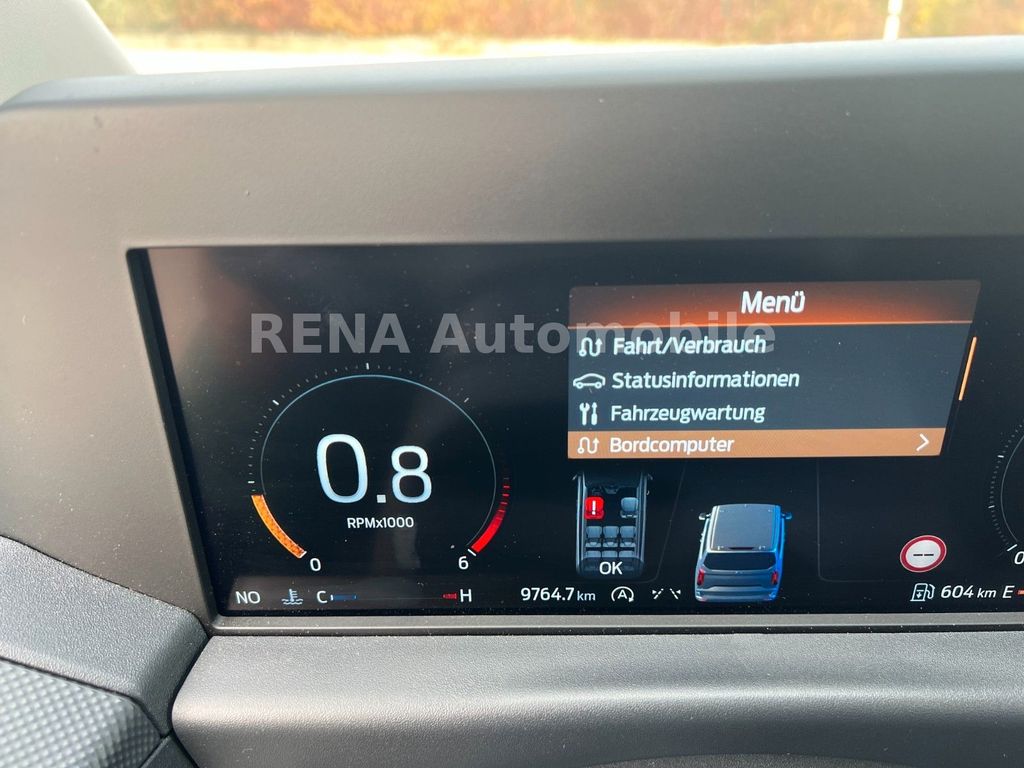 RENA Automobile
Menü
Fahrt/Verbrauch
Statusinformationen
Fahrzeugwartung
Bordcomputer
0.8
RPMx1000
0
6
!
OK
NO
C
H
9764.7 km
A
604 km E
0